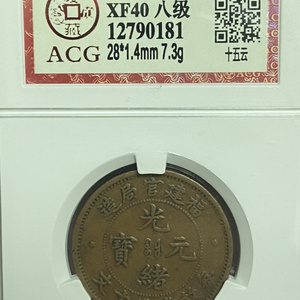 XF40 八级
12790181
ACG
28*1.4mm 7.3g
十五云
造局官建福
光
寶 元
緒